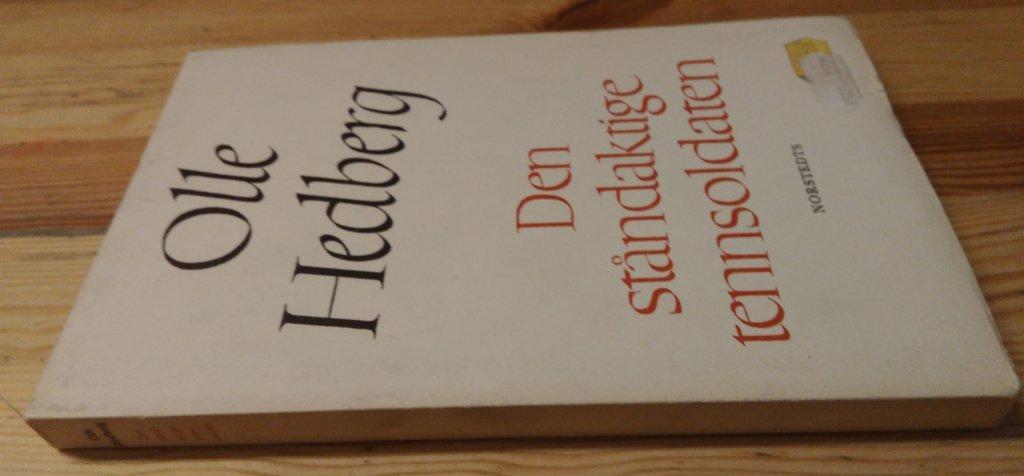 Olle
Hedberg
Den
ståndaktige
tennsoldaten
NORSTEDTS